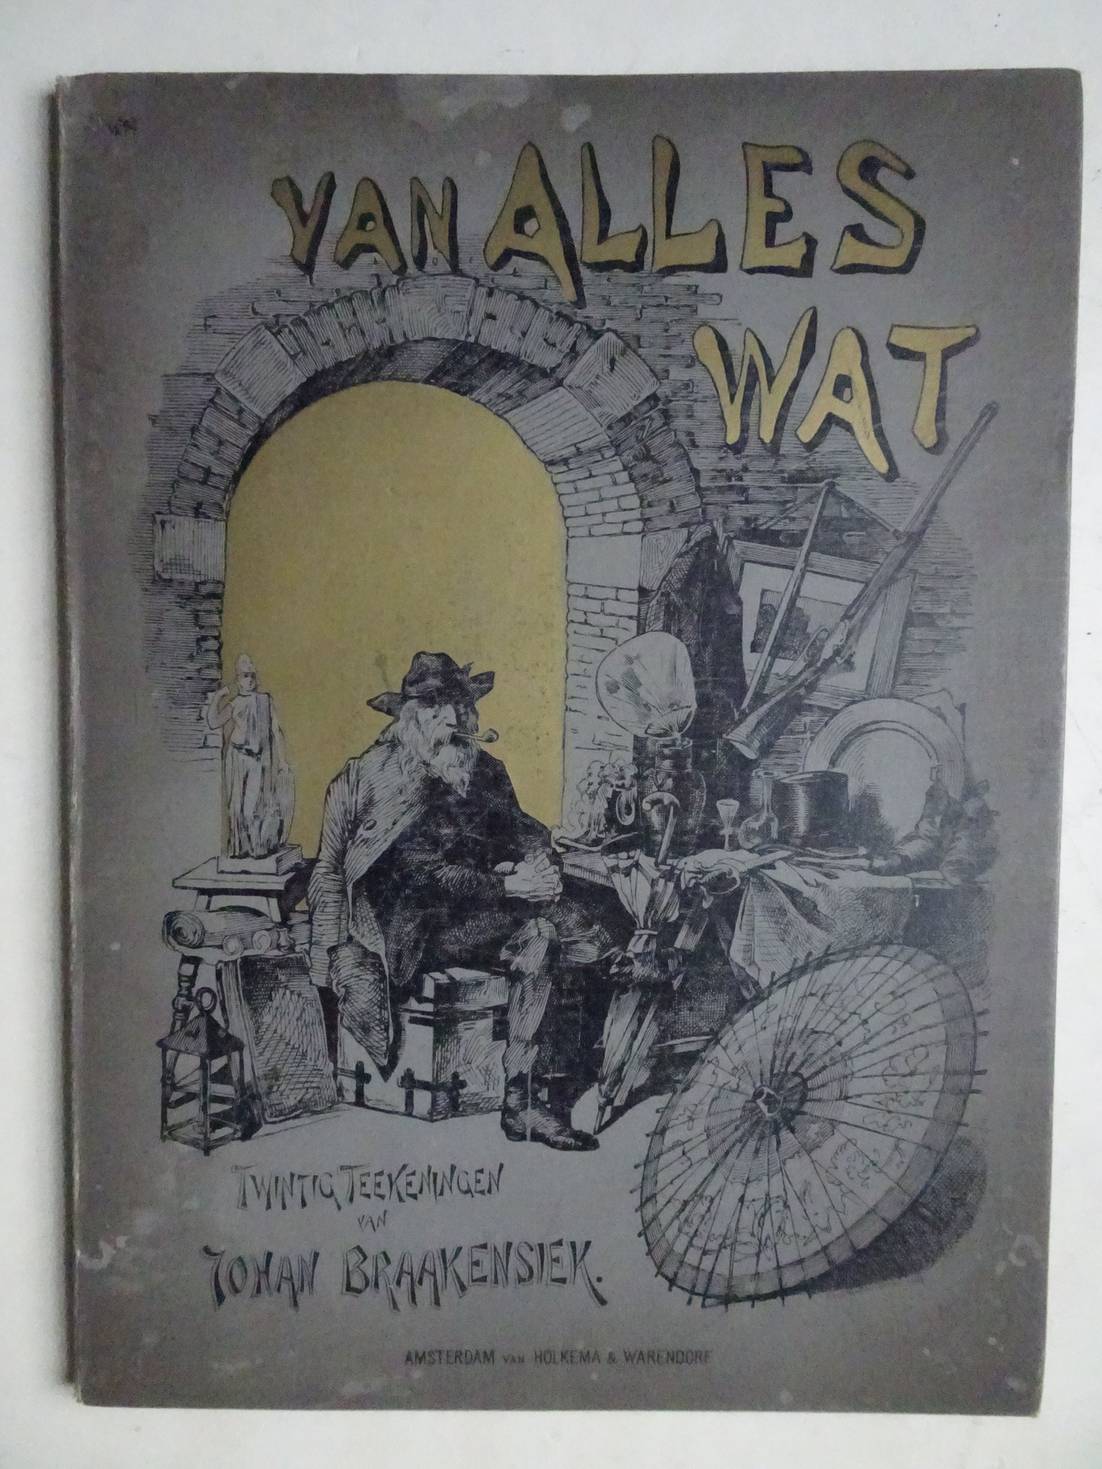 VAN ALLES
WAT
TWINTIG TEEKENINGEN
VAN
JOHAN BRAAKENSIEK.
AMSTERDAM VAN HOLKEMA & WARENDORF